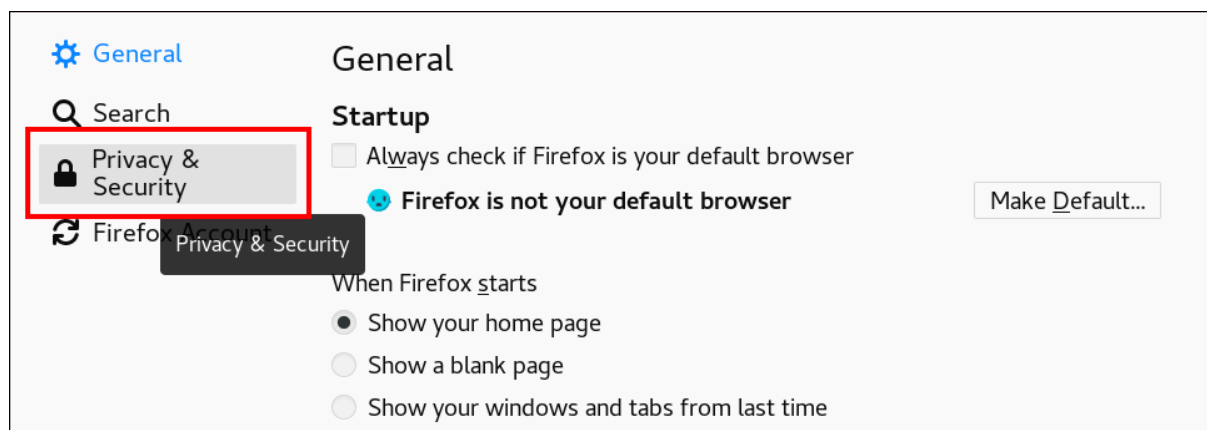 General
Search
Privacy &
Security
Firefox Account
Privacy & Security
General
Startup
Always check if Firefox is your default browser
Firefox is not your default browser
Make Default...
When Firefox starts
Show your home page
Show a blank page
Show your windows and tabs from last time